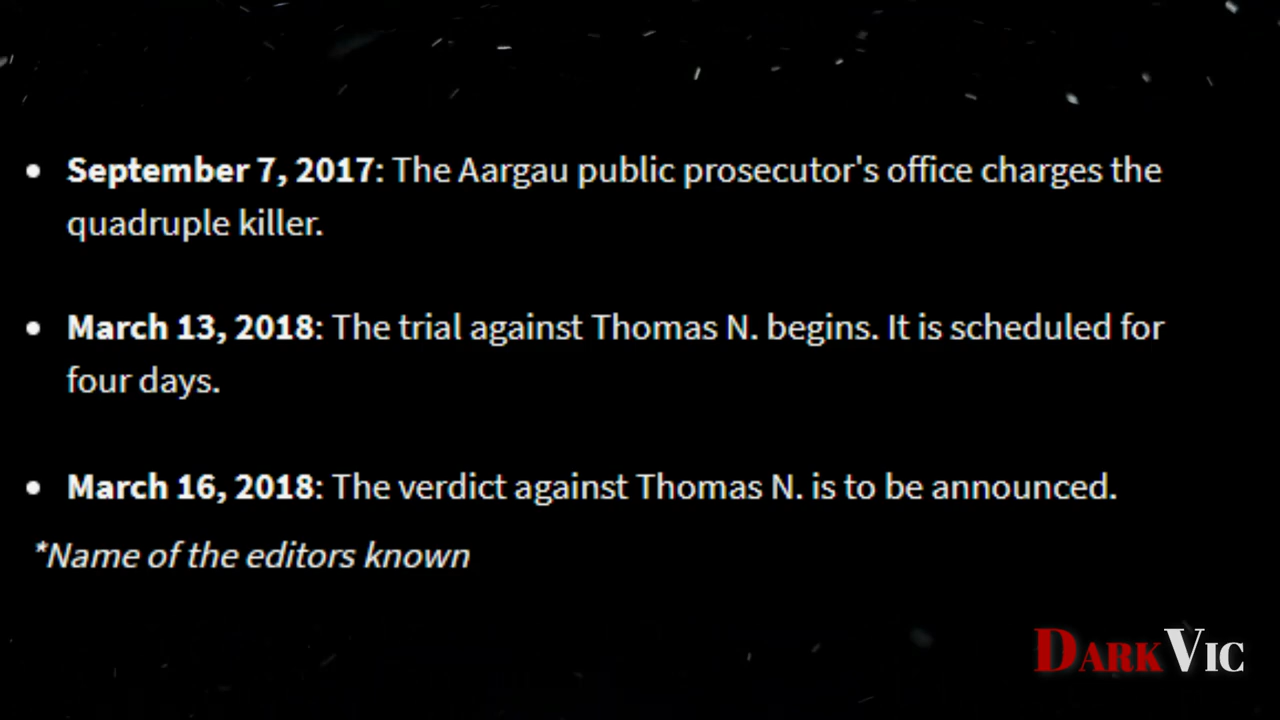 • September 7, 2017: The Aargau public prosecutor's office charges the
quadruple killer.
• March 13, 2018: The trial against Thomas N. begins. It is scheduled for
four days.
• March 16, 2018: The verdict against Thomas N. is to be announced.
*Name of the editors known
DARKVIC